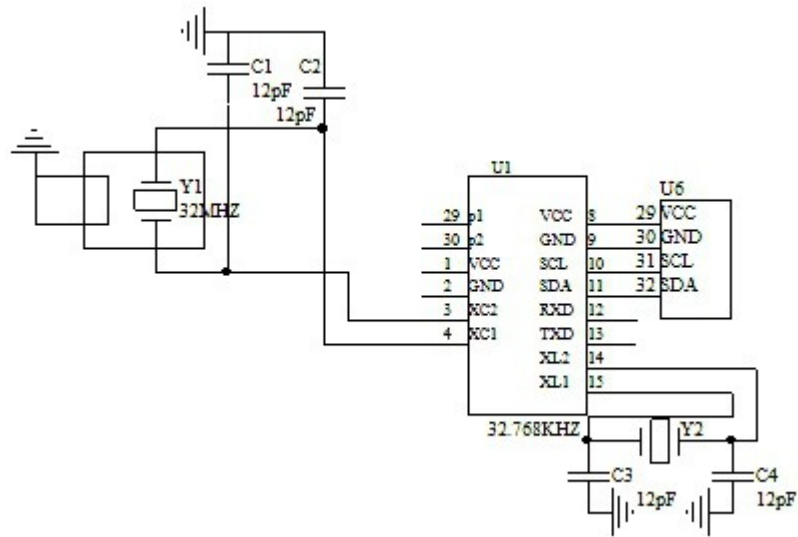 C1
12pF
C2
12pF
Y1
32MHZ
U1
29 p1
30 p2
1 VCC
2 GND
3 XC2
4 XC1
VCC 8
GND 9
SCL 10
SDA 11
RXD 12
TXD 13
XL2 14
XL1 15
U6
29 VCC
30 GND
31 SCL
32 SDA
32.768KHZ
Y2
C3
12pF
C4
12pF